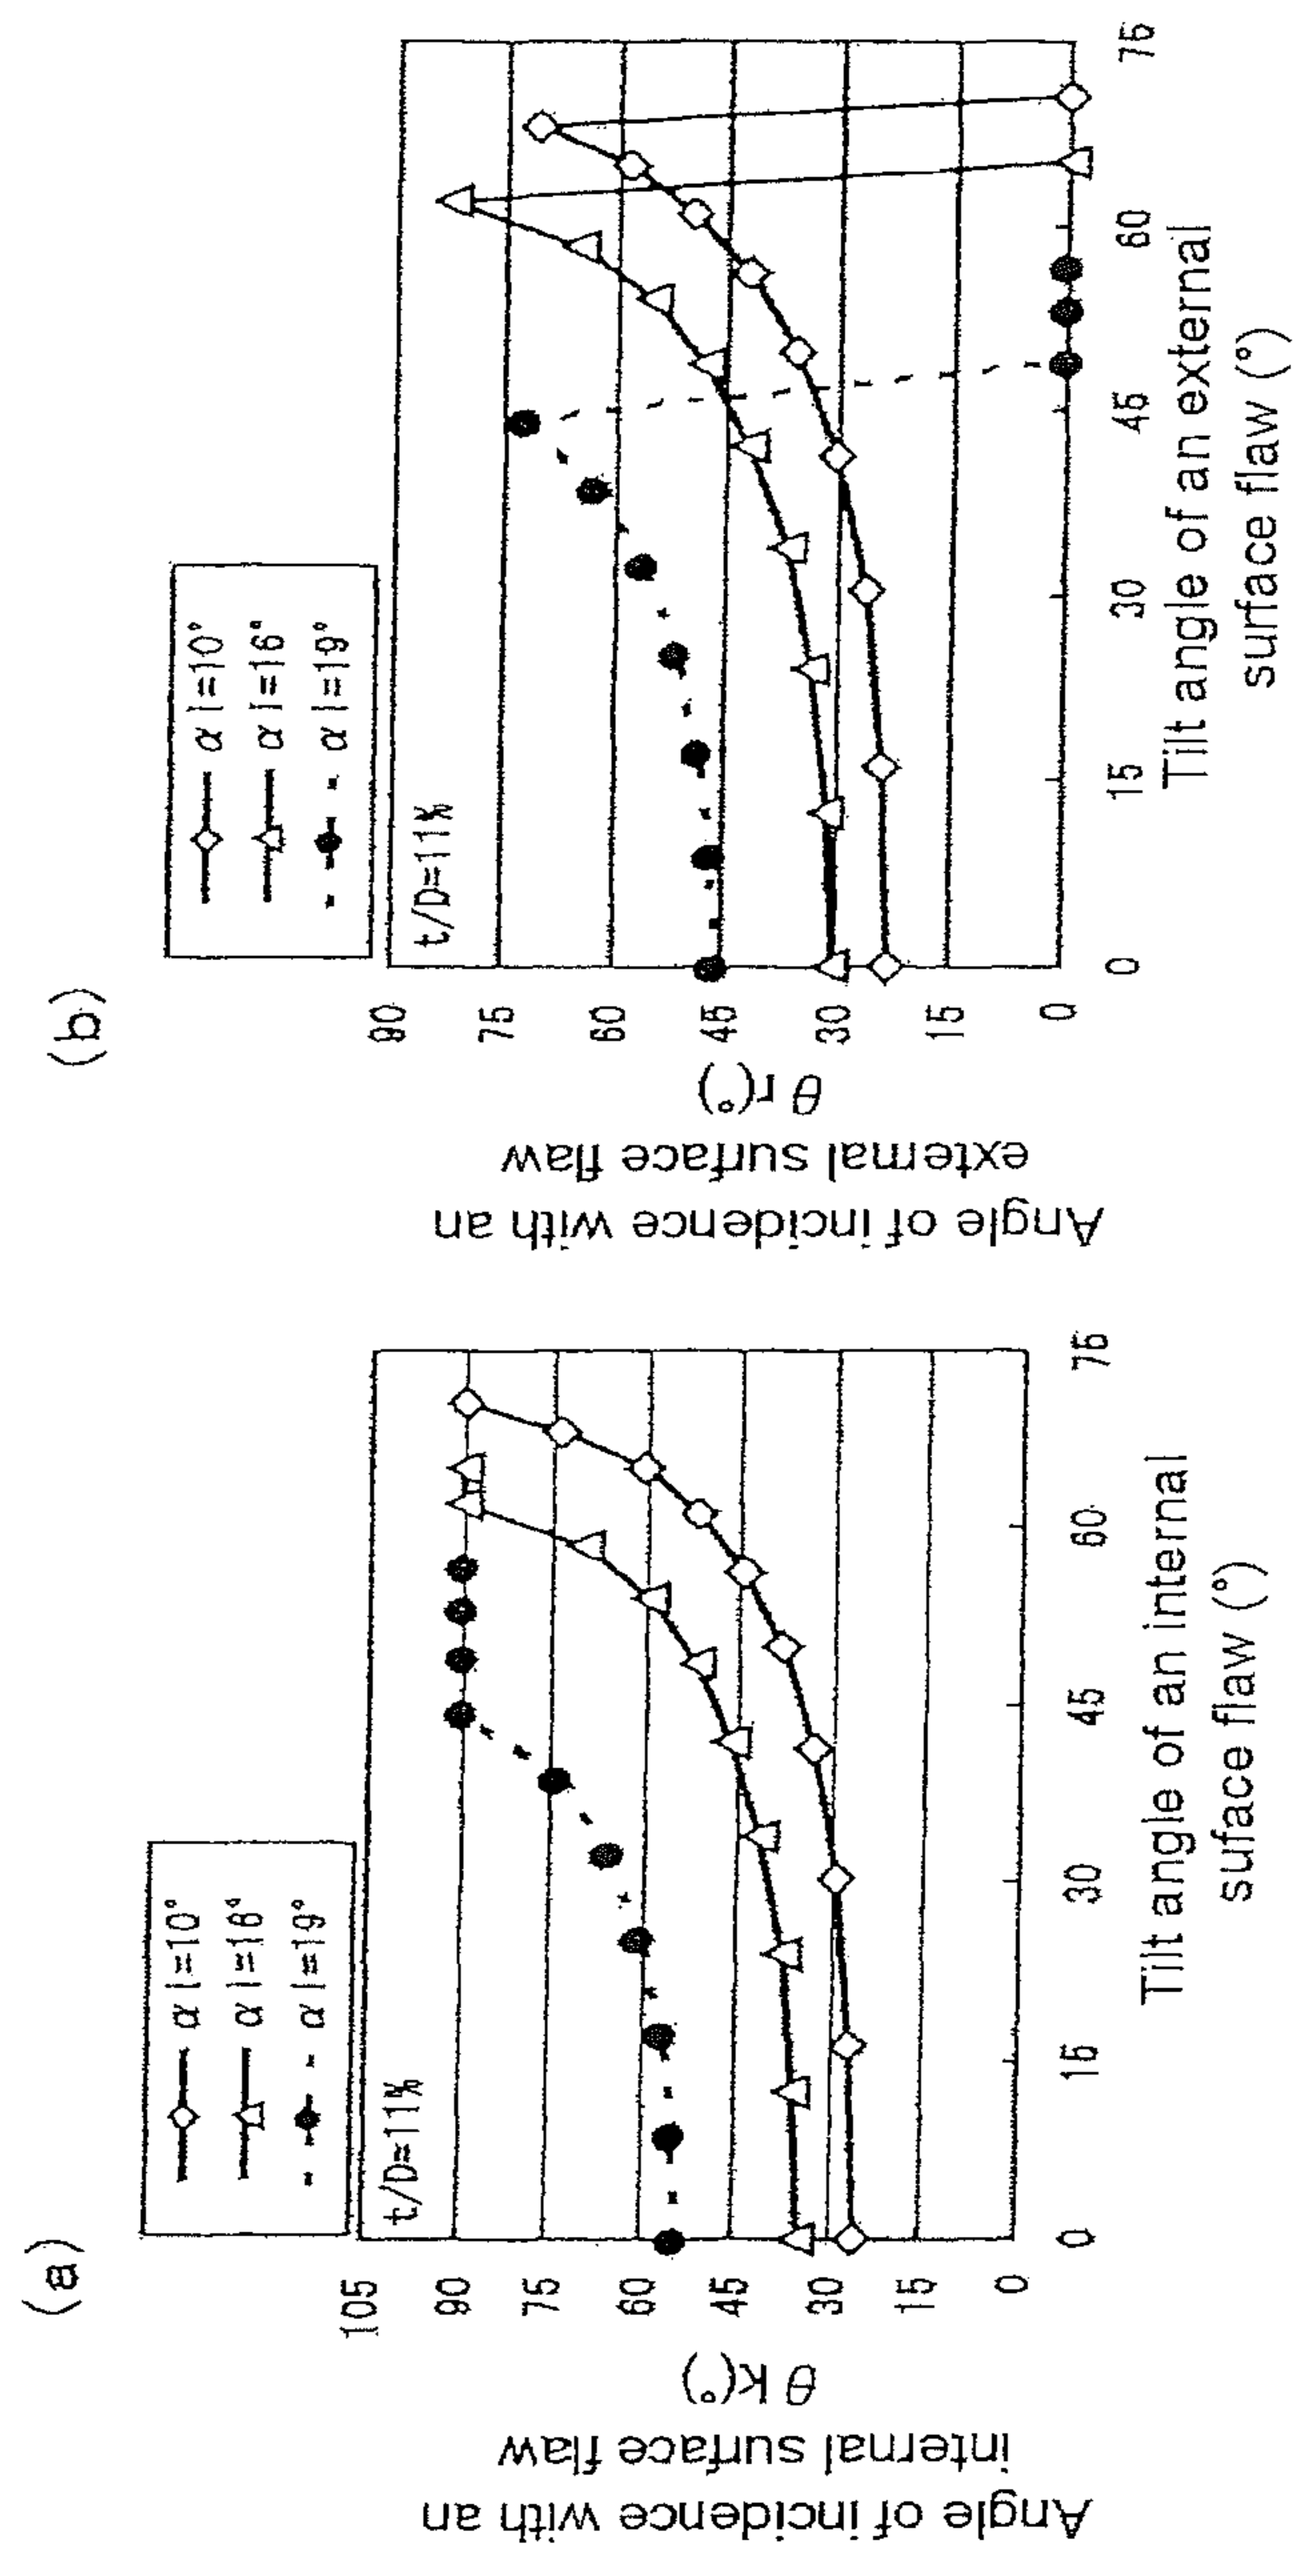 (a)
α l=10°
α l=16°
α l=19°
t/D=11%
105
90
75
60
45
30
15
0
Angle of incidence with an
internal surface flaw
θk(°)
0
15
30
45
60
75
Tilt angle of an internal
suface flaw (°)
(b)
α l=10°
α l=16°
α l=19°
t/D=11%
90
75
60
45
30
15
0
Angle of incidence with an
external surface flaw
θr(°)
0
15
30
45
60
75
Tilt angle of an external
surface flaw (°)